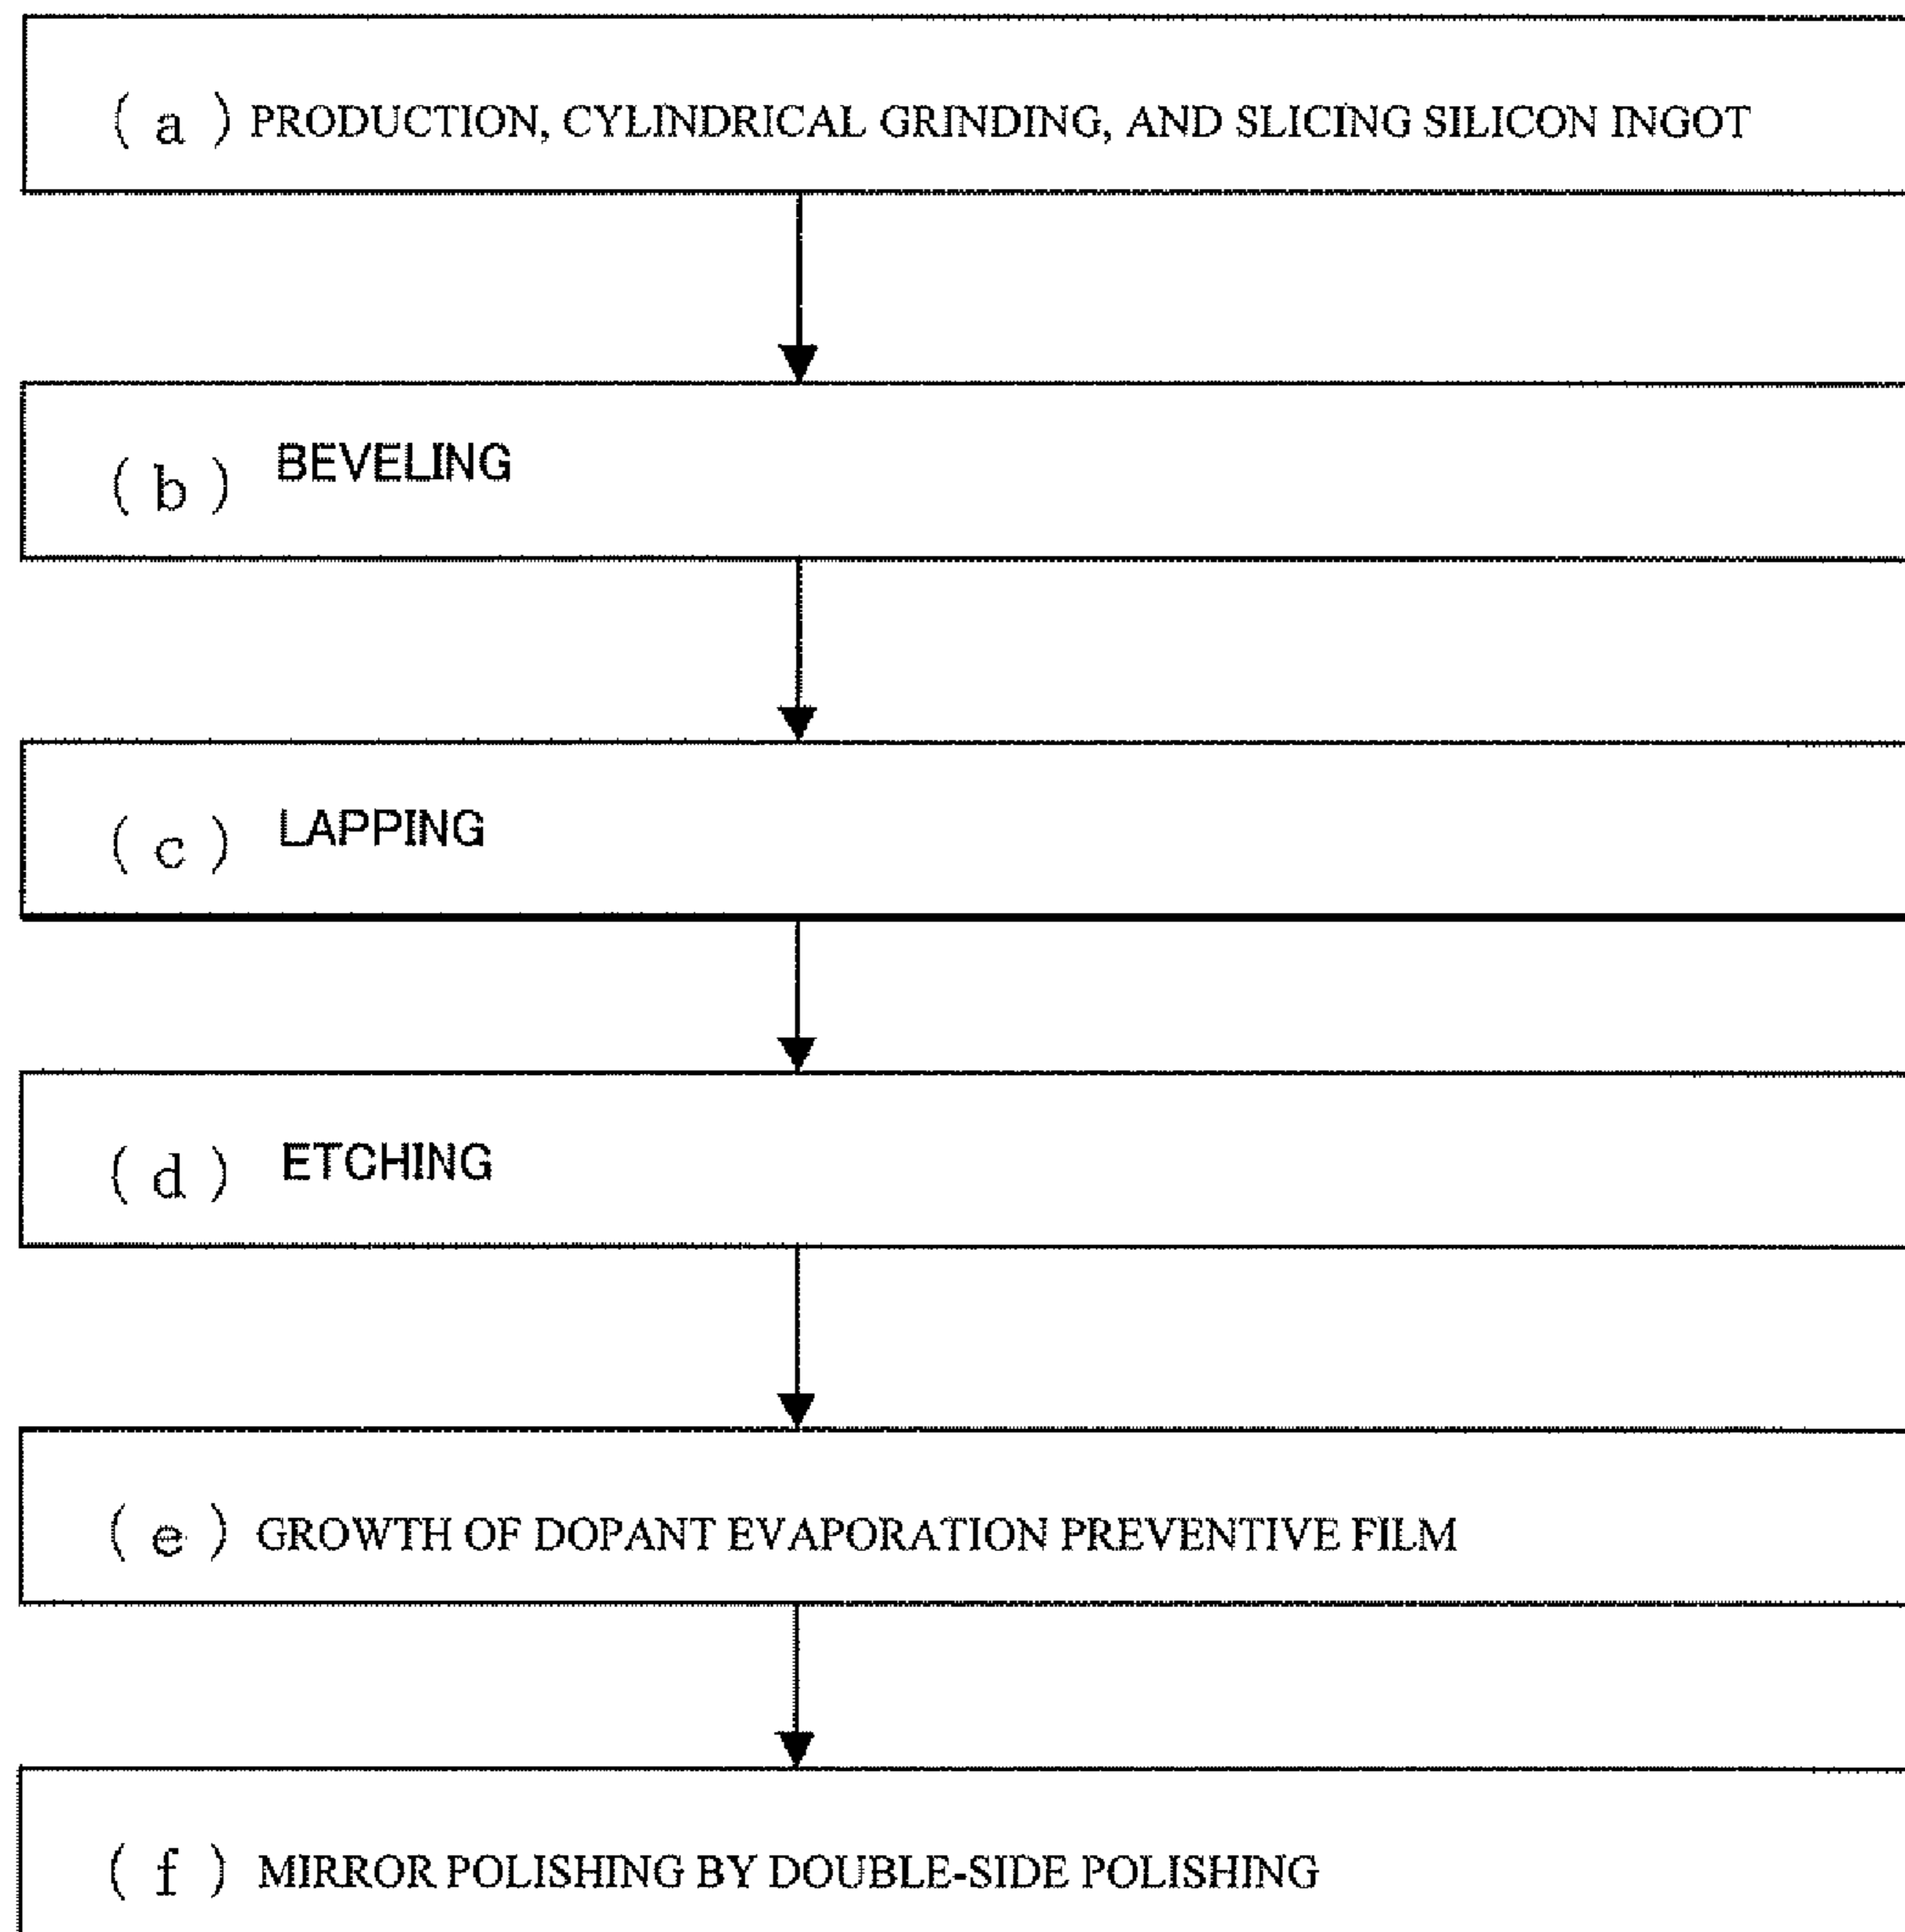 (a) PRODUCTION, CYLINDRICAL GRINDING, AND SLICING SILICON INGOT
(b) BEVELING
(c) LAPPING
(d) ETCHING
(e) GROWTH OF DOPANT EVAPORATION PREVENTIVE FILM
(f) MIRROR POLISHING BY DOUBLE-SIDE POLISHING